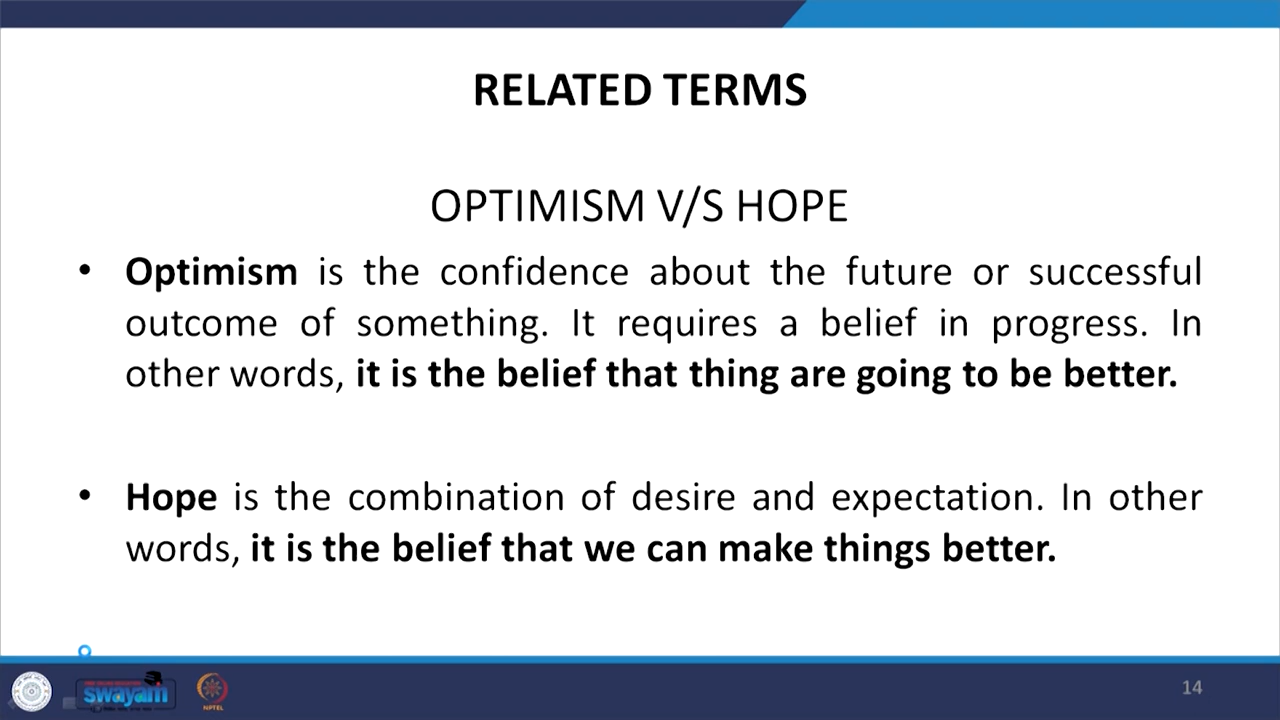 RELATED TERMS
OPTIMISM V/S HOPE
• Optimism is the confidence about the future or successful
outcome of something. It requires a belief in progress. In
other words, it is the belief that thing are going to be better.
• Hope is the combination of desire and expectation. In other
words, it is the belief that we can make things better.
swayam
NPTEL
14